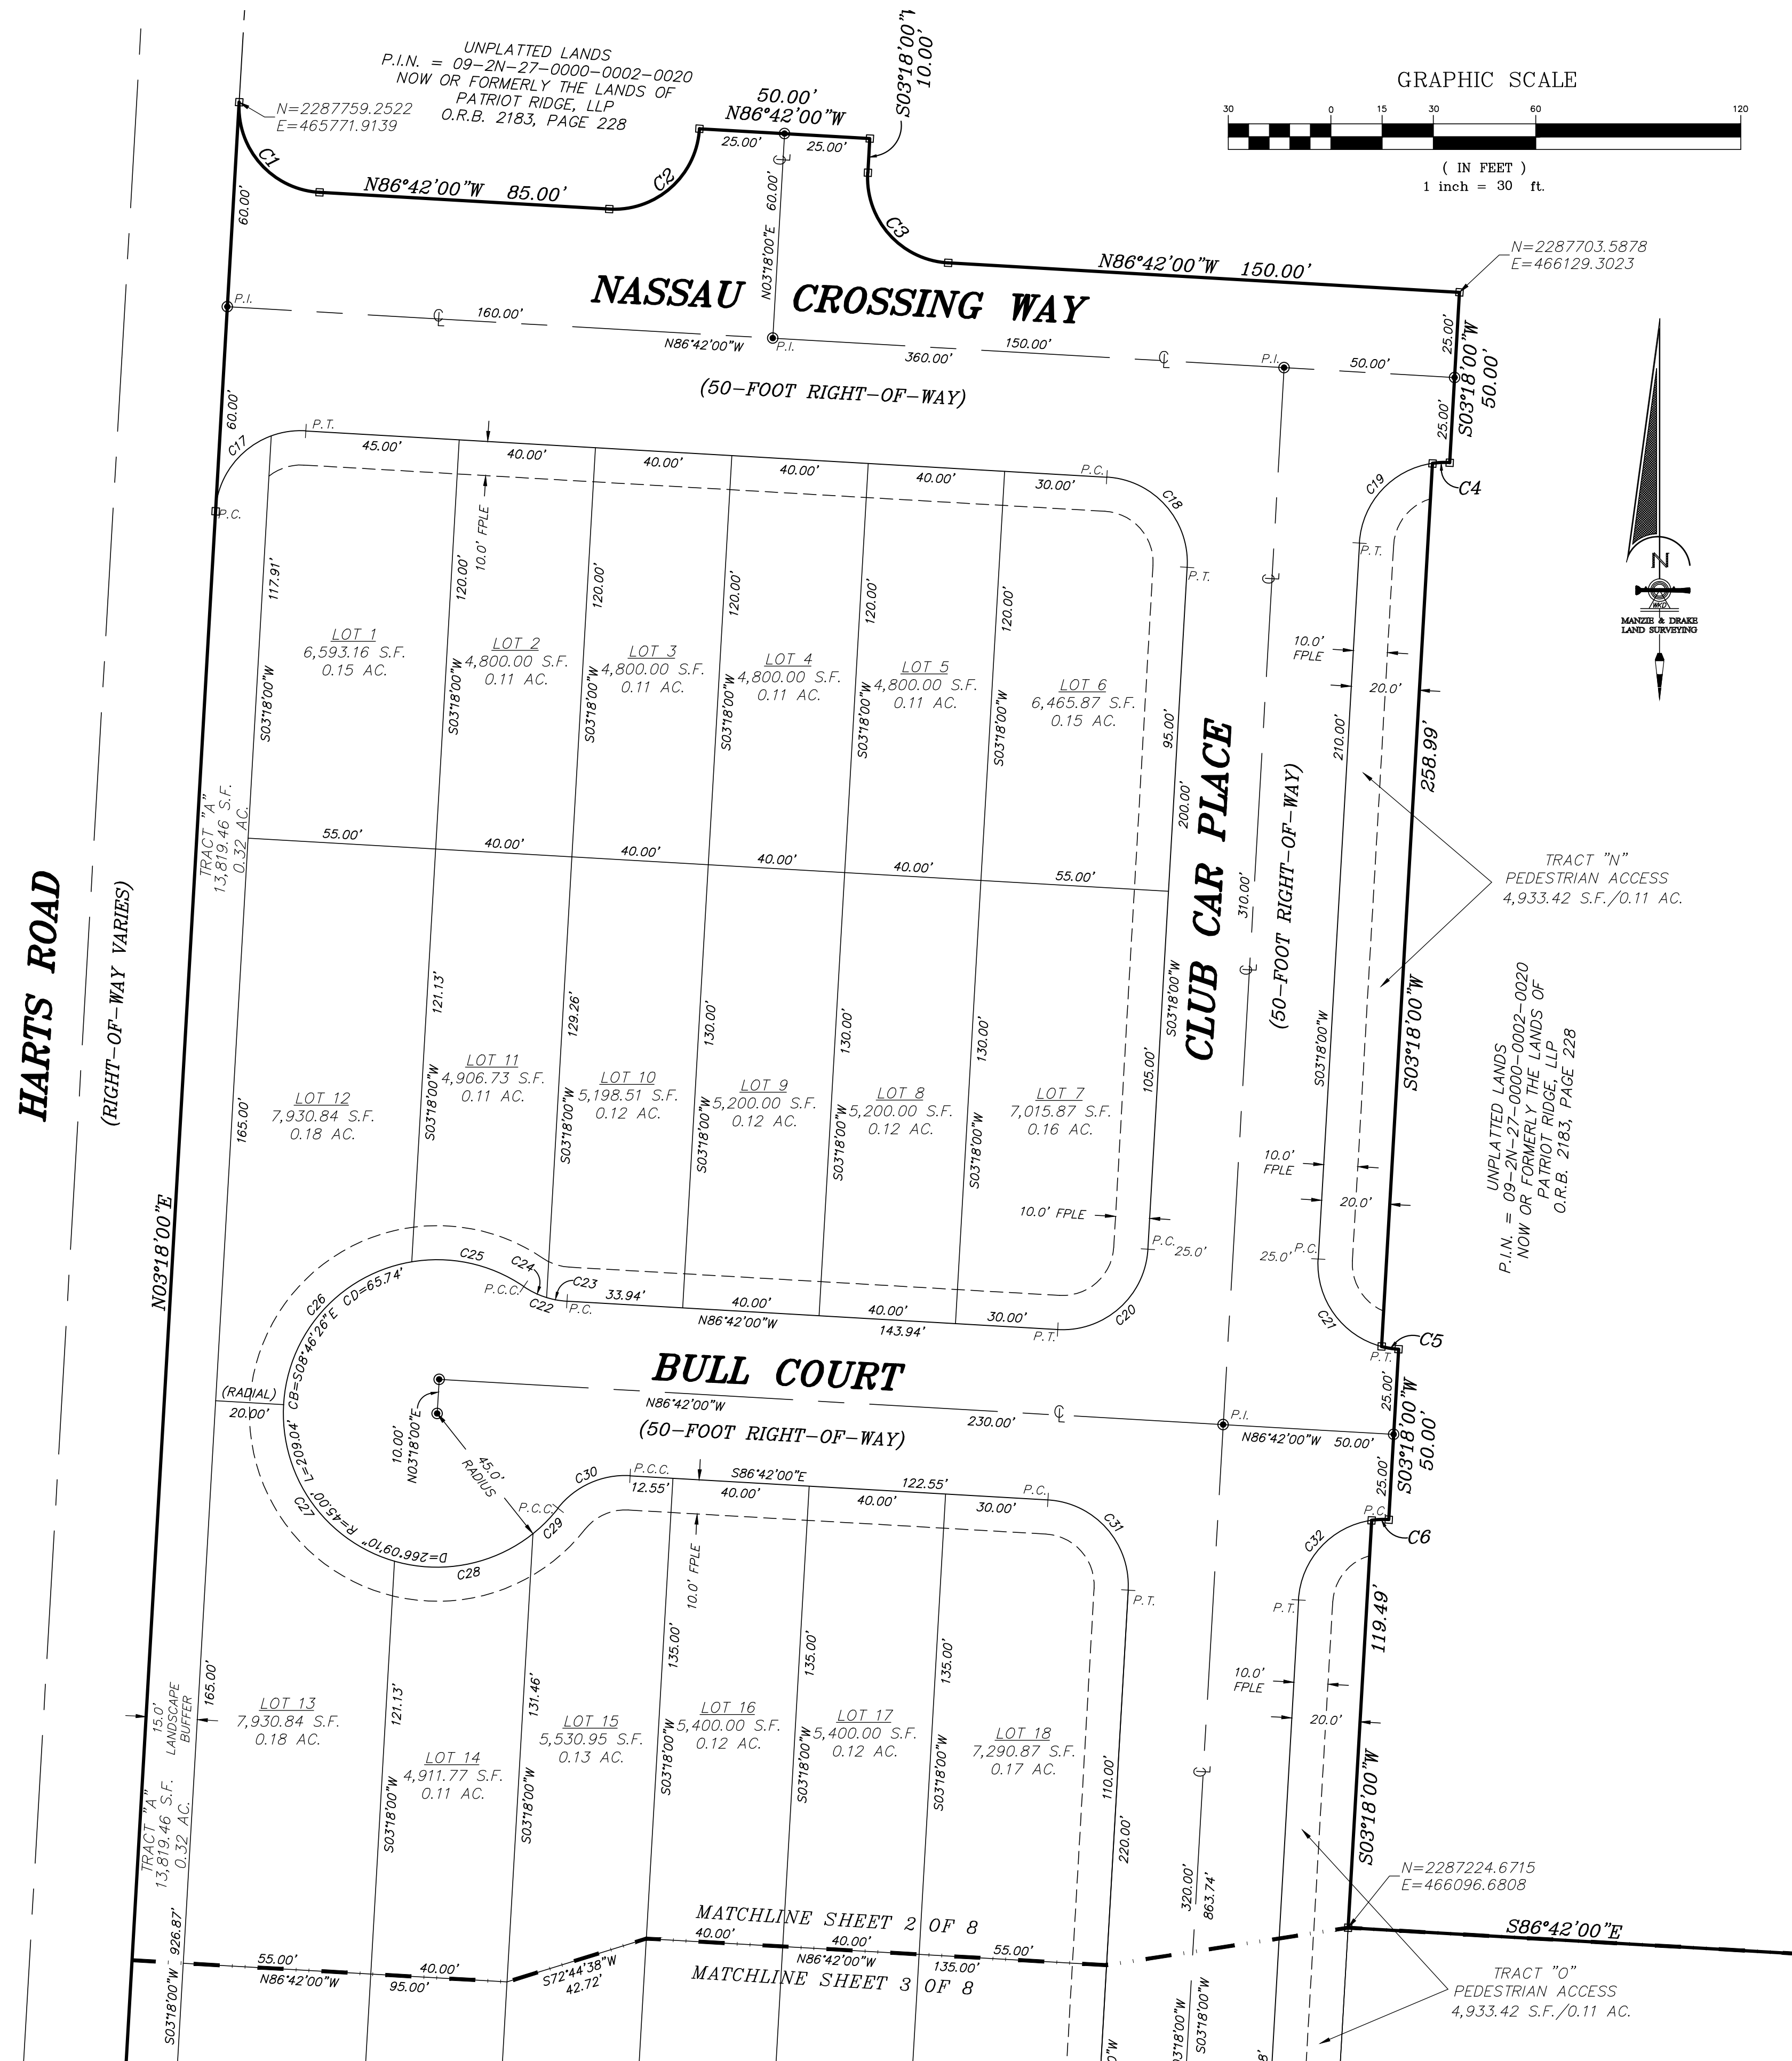 UNPLATTED LANDS
P.I.N. = 09-2N-27-0000-0002-0020
NOW OR FORMERLY THE LANDS OF
PATRIOT RIDGE, LLP
O.R.B. 2183, PAGE 228
N=2287759.2522
E=465771.9139
50.00'
N86°42'00"W
25.00'
25.00'
S03°18'00"W
10.00'
GRAPHIC SCALE
30
0
15
30
60
120
( IN FEET )
1 inch = 30 ft.
C1
N86°42'00"W 85.00'
C2
C3
60.00'
N03°18'00"E 60.00'
N86°42'00"W 150.00'
N=2287703.5878
E=466129.3023
NASSAU CROSSING WAY
P.I.
160.00'
N86°42'00"W
P.I.
360.00'
150.00'
P.I.
50.00'
25.00'
S03°18'00"W
50.00'
25.00'
(50-FOOT RIGHT-OF-WAY)
60.00'
C17
P.T.
P.C.
45.00'
40.00'
40.00'
40.00'
40.00'
30.00'
P.C.
C18
P.T.
C19
C4
P.T.
10.0' FPLE
117.91'
120.00'
120.00'
120.00'
120.00'
120.00'
LOT 1
6,593.16 S.F.
0.15 AC.
LOT 2
4,800.00 S.F.
0.11 AC.
LOT 3
4,800.00 S.F.
0.11 AC.
LOT 4
4,800.00 S.F.
0.11 AC.
LOT 5
4,800.00 S.F.
0.11 AC.
LOT 6
6,465.87 S.F.
0.15 AC.
S03°18'00"W
S03°18'00"W
S03°18'00"W
S03°18'00"W
S03°18'00"W
S03°18'00"W
95.00'
200.00'
CLUB CAR PLACE
(50-FOOT RIGHT-OF-WAY)
310.00'
10.0'
FPLE
20.0'
210.00'
258.99'
N
WKD
MANZIE & DRAKE
LAND SURVEYING
TRACT "A"
13,819.46 S.F.
0.32 AC.
55.00'
40.00'
40.00'
40.00'
40.00'
55.00'
TRACT "N"
PEDESTRIAN ACCESS
4,933.42 S.F./0.11 AC.
HARTS ROAD
(RIGHT-OF-WAY VARIES)
UNPLATTED LANDS
P.I.N. = 09-2N-27-0000-0002-0020
NOW OR FORMERLY THE LANDS OF
PATRIOT RIDGE, LLP
O.R.B. 2183, PAGE 228
121.13'
129.26'
130.00'
130.00'
130.00'
S03°18'00"W
S03°18'00"W
S03°18'00"W
165.00'
LOT 12
7,930.84 S.F.
0.18 AC.
LOT 11
4,906.73 S.F.
0.11 AC.
LOT 10
5,198.51 S.F.
0.12 AC.
LOT 9
5,200.00 S.F.
0.12 AC.
LOT 8
5,200.00 S.F.
0.12 AC.
LOT 7
7,015.87 S.F.
0.16 AC.
105.00'
S03°18'00"W
S03°18'00"W
S03°18'00"W
S03°18'00"W
S03°18'00"W
10.0'
FPLE
20.0'
N03°18'00"E
10.0' FPLE
P.C.
25.0'
25.0'
P.C.
C26
CD=65.74'
C25
C24
P.C.C.
C22
C23
P.C.
33.94'
40.00'
40.00'
30.00'
N86°42'00"W
143.94'
P.T.
C20
C21
C5
P.T.
CB=S08°46'26"E
BULL COURT
N86°42'00"W
230.00'
(50-FOOT RIGHT-OF-WAY)
P.I.
N86°42'00"W 50.00'
25.00'
S03°18'00"W
50.00'
25.00'
(RADIAL)
20.00'
L=209.04'
10.00'
N03°18'00"E
45.0'
RADIUS
R=45.00'
D=266°09'10"
C27
C28
C29
P.C.C.
C30
P.C.C.
12.55'
S86°42'00"E
122.55'
40.00'
40.00'
30.00'
P.C.
C31
P.T.
C32
P.C.
C6
P.T.
10.0' FPLE
119.49'
10.0'
FPLE
20.0'
S03°18'00"W
15.0'
LANDSCAPE
BUFFER
165.00'
121.13'
131.46'
135.00'
135.00'
135.00'
LOT 13
7,930.84 S.F.
0.18 AC.
LOT 14
4,911.77 S.F.
0.11 AC.
LOT 15
5,530.95 S.F.
0.13 AC.
LOT 16
5,400.00 S.F.
0.12 AC.
LOT 17
5,400.00 S.F.
0.12 AC.
LOT 18
7,290.87 S.F.
0.17 AC.
S03°18'00"W
S03°18'00"W
S03°18'00"W
S03°18'00"W
S03°18'00"W
110.00'
220.00'
320.00'
863.74'
TRACT "A"
13,819.46 S.F.
0.32 AC.
N=2287224.6715
E=466096.6808
S86°42'00"E
MATCHLINE SHEET 2 OF 8
MATCHLINE SHEET 3 OF 8
S03°18'00"W 926.87'
55.00'
40.00'
N86°42'00"W
95.00'
S72°44'38"W
42.72'
40.00'
40.00'
55.00'
N86°42'00"W
135.00'
S03°18'00"W
TRACT "O"
PEDESTRIAN ACCESS
4,933.42 S.F./0.11 AC.